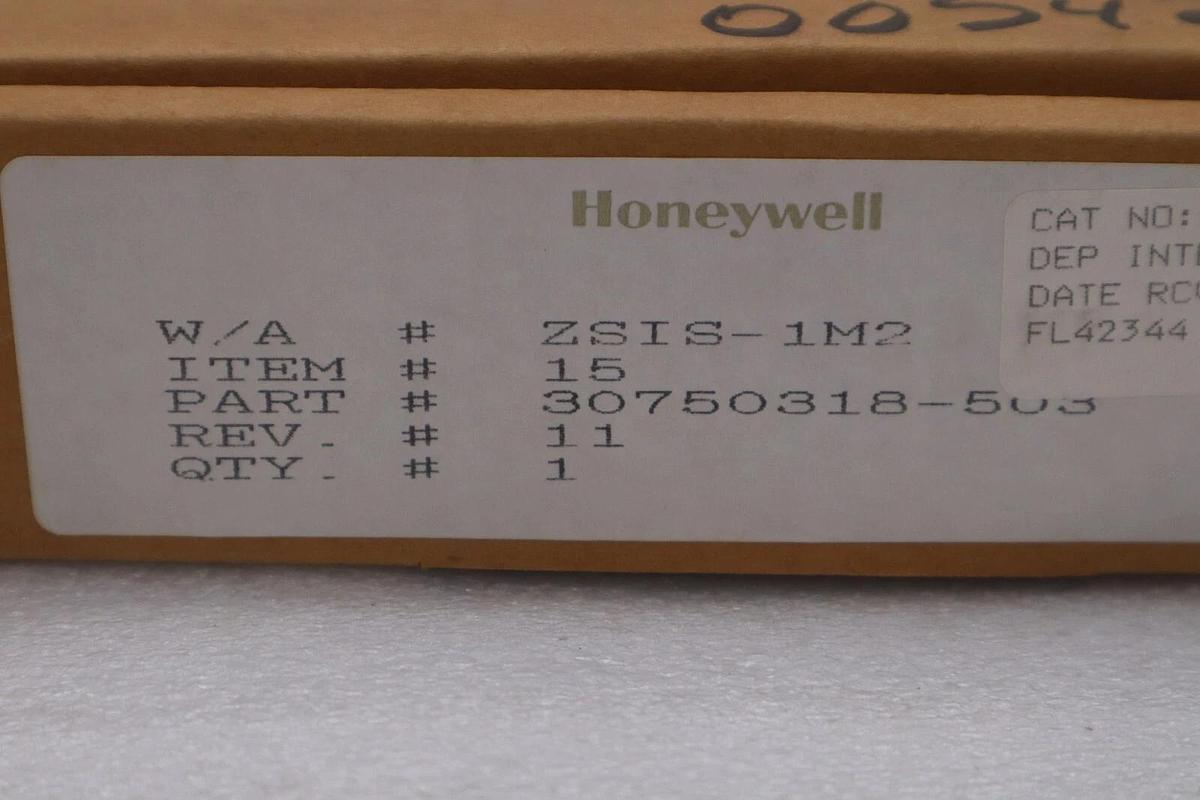 Honeywell
CAT NO:
DATE
FL42344
W/A # ZSIS-1M2
ITEM # 15
PART # 30750318-503
REV. # 11
QTY. # 1
DEP